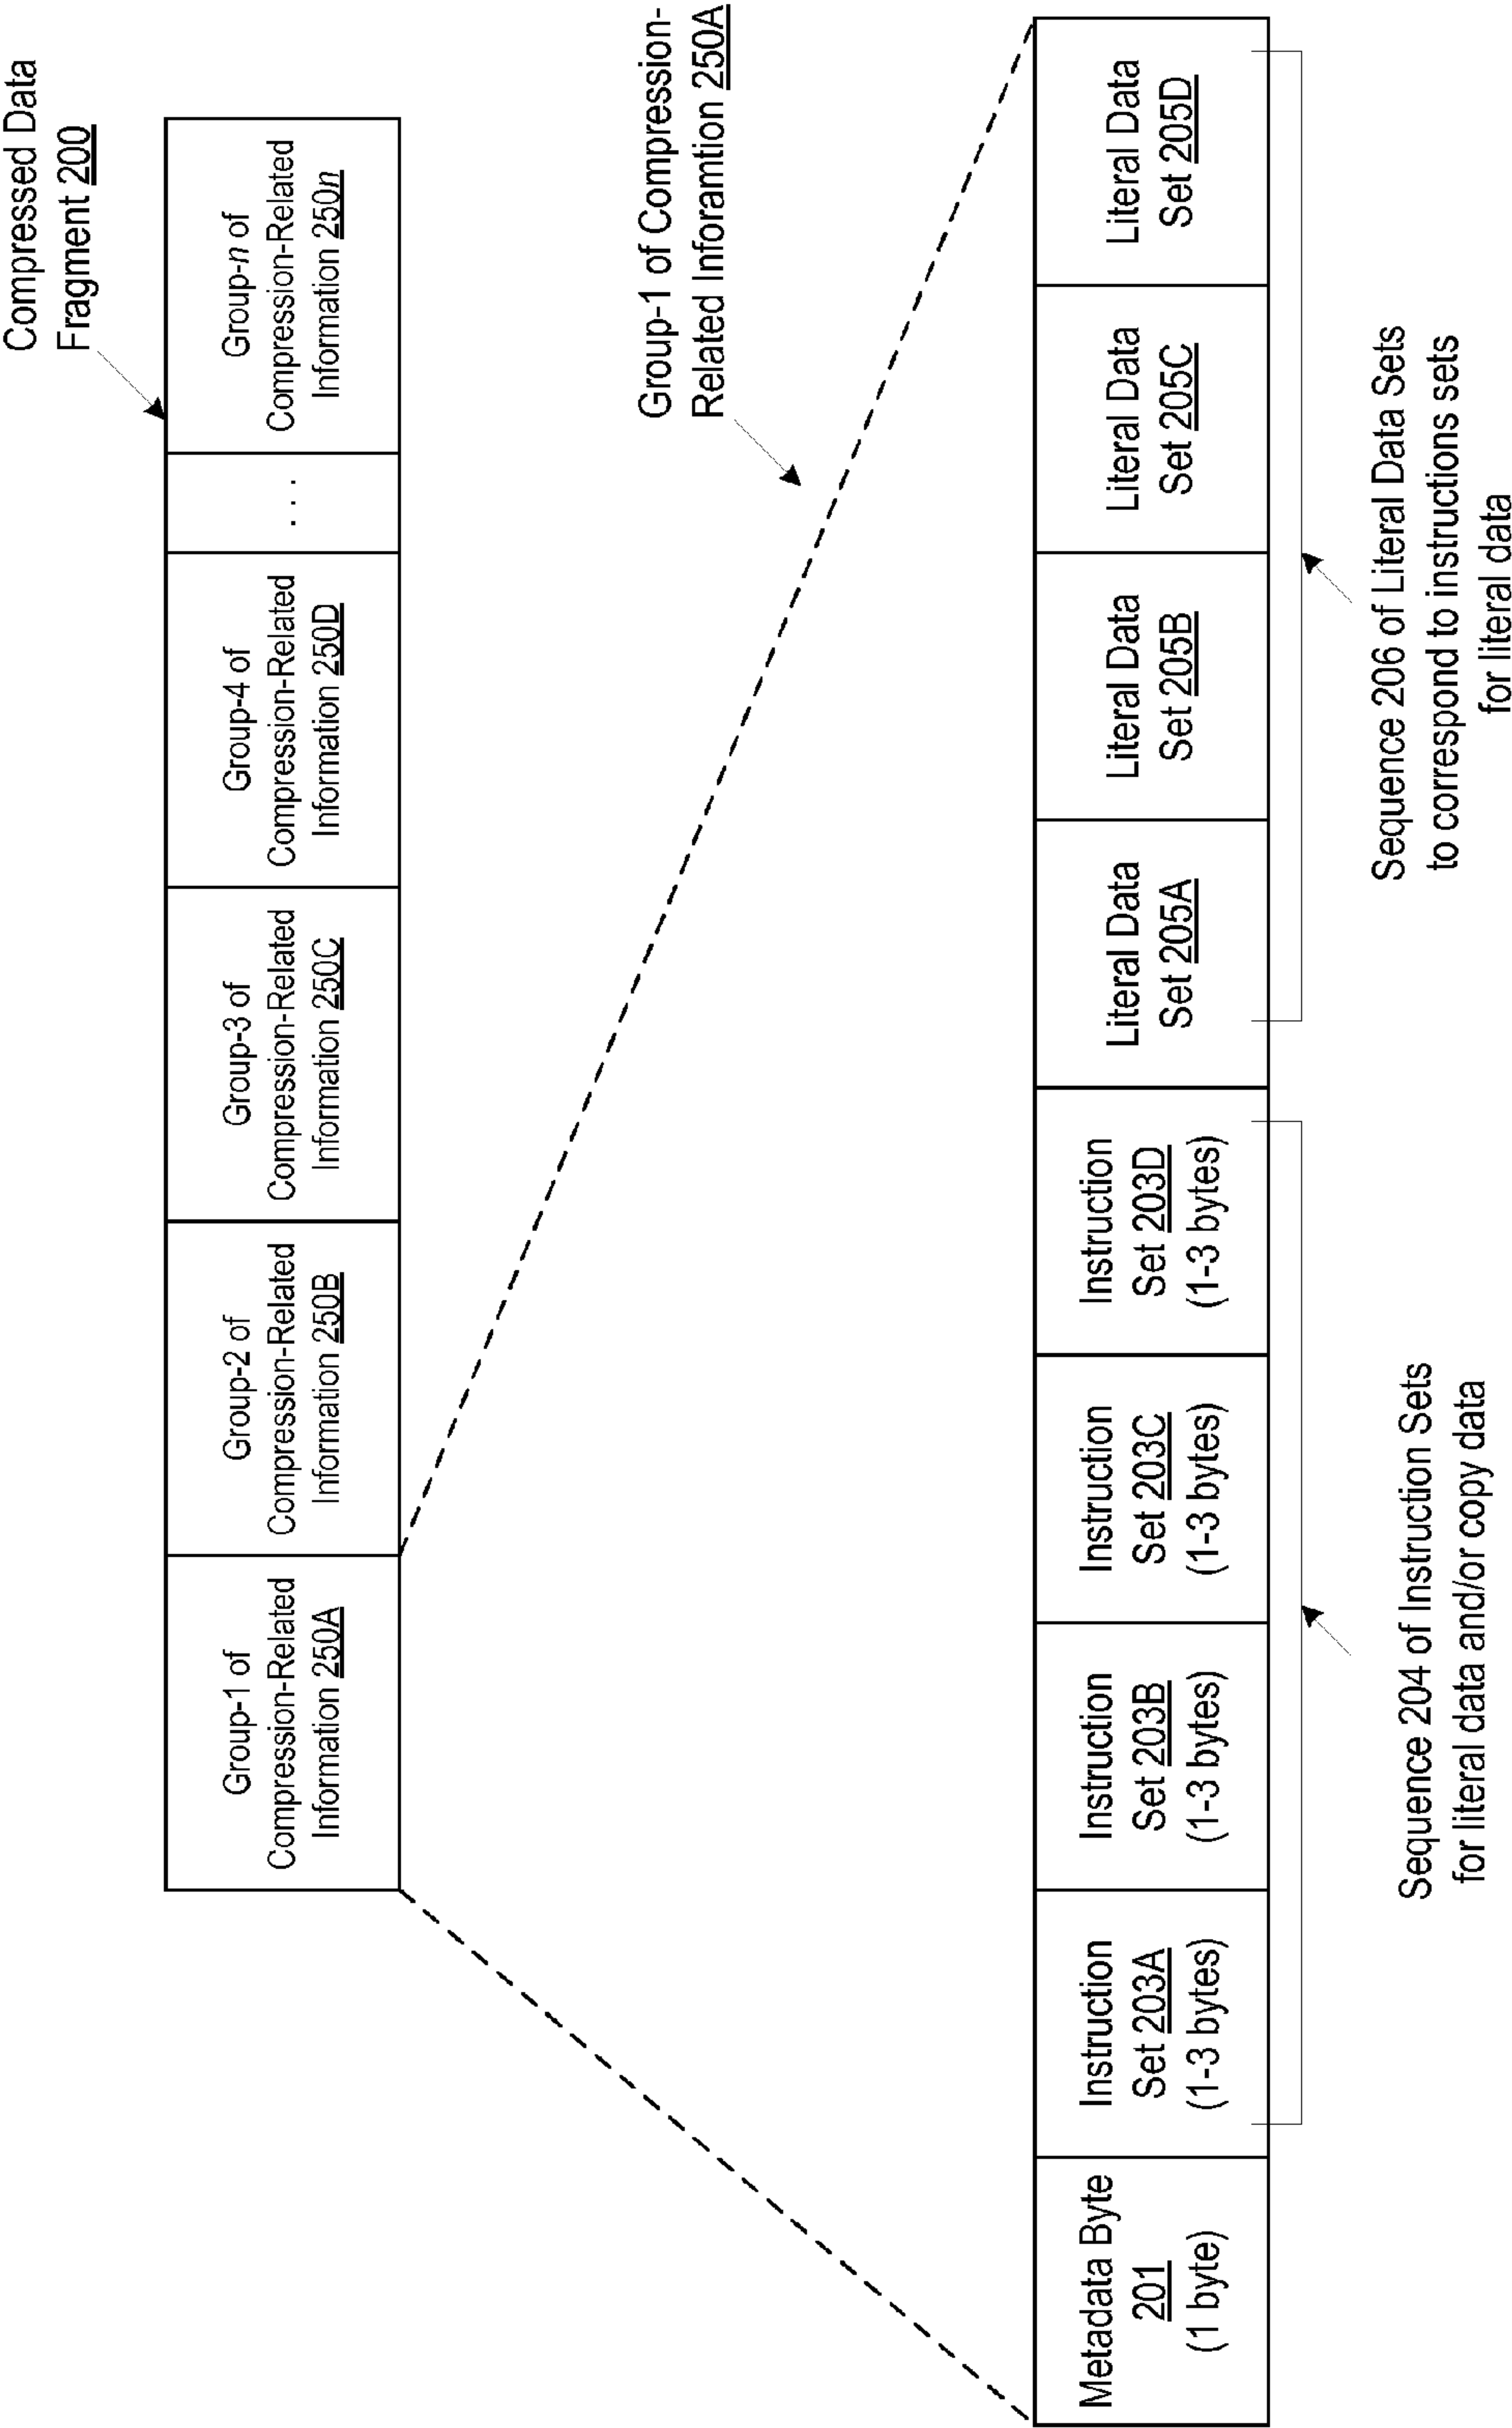 Compressed Data
Fragment 200
Group-1 of
Compression-Related
Information 250A
Group-2 of
Compression-Related
Information 250B
Group-3 of
Compression-Related
Information 250C
Group-4 of
Compression-Related
Information 250D
. . .
Group-n of
Compression-Related
Information 250n
Group-1 of Compression-
Related Inforamtion 250A
Metadada Byte
201
(1 byte)
Instruction
Set 203A
(1-3 bytes)
Instruction
Set 203B
(1-3 bytes)
Instruction
Set 203C
(1-3 bytes)
Instruction
Set 203D
(1-3 bytes)
Literal Data
Set 205A
Literal Data
Set 205B
Literal Data
Set 205C
Literal Data
Set 205D
Sequence 204 of Instruction Sets
for literal data and/or copy data
Sequence 206 of Literal Data Sets
to correspond to instructions sets
for literal data